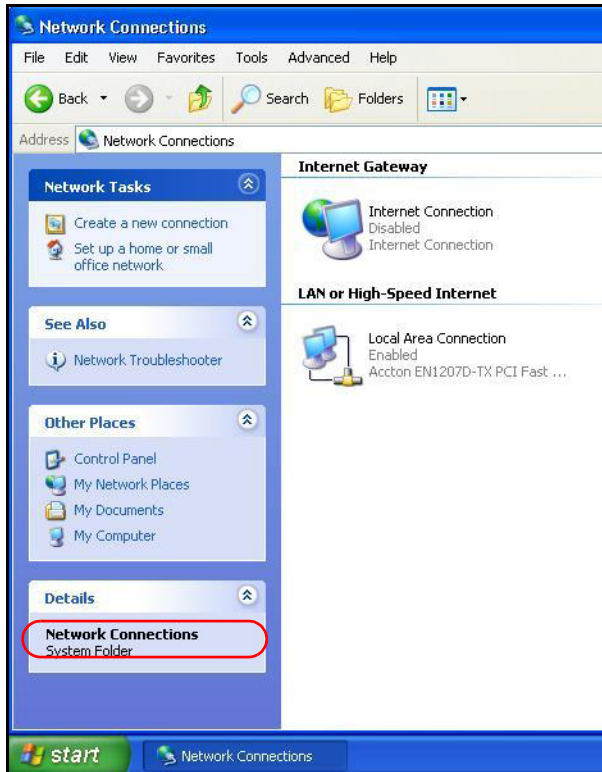 Network Connections
File Edit View Favorites Tools Advanced Help
Back Search Folders
Address Network Connections
Network Tasks
Create a new connection
Set up a home or small
office network
See Also
Network Troubleshooter
Other Places
Control Panel
My Network Places
My Documents
My Computer
Details
Network Connections
System Folder
Internet Gateway
Internet Connection
Disabled
Internet Connection
LAN or High-Speed Internet
Local Area Connection
Enabled
Accton EN1207D-TX PCI Fast ...
start
Network Connections